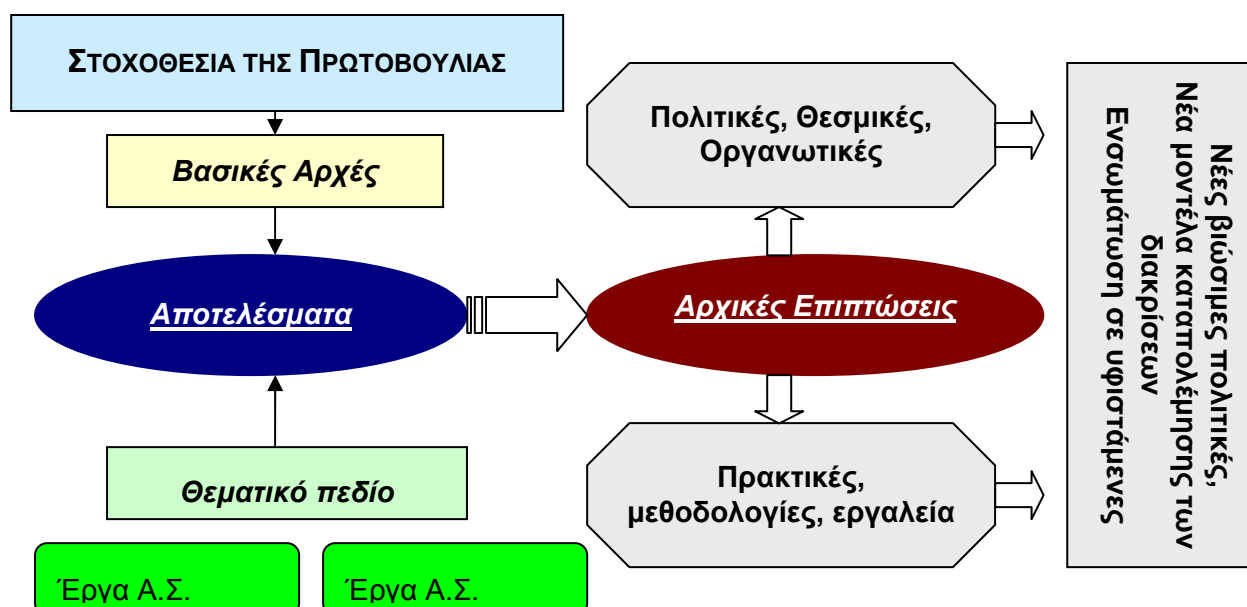 ΣΤΟΧΟΘΕΣΙΑ ΤΗΣ ΠΡΩΤΟΒΟΥΛΙΑΣ
Βασικές Αρχές
Αποτελέσματα
Θεματικό πεδίο
Έργα Α.Σ.
Έργα Α.Σ.
Πολιτικές, Θεσμικές,
Οργανωτικές
Αρχικές Επιπτώσεις
Πρακτικές,
μεθοδολογίες, εργαλεία
Νέες βιώσιμες πολιτικές,
Νέα μοντέλα καταπολέμησης των
διακρίσεων
Ενσωμάτωση σε υφιστάμενες